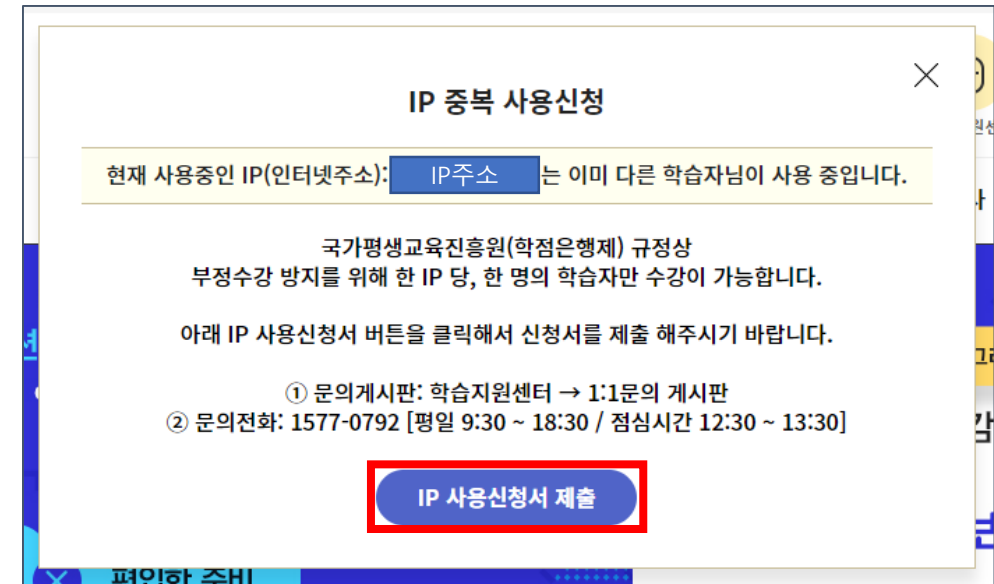 IP 중복 사용신청
현재 사용중인 IP(인터넷주소): IP주소 는 이미 다른 학습자님이 사용 중입니다.
국가평생교육진흥원(학점은행제) 규정상
부정수강 방지를 위해 한 IP 당, 한 명의 학습자만 수강이 가능합니다.
아래 IP 사용신청서 버튼을 클릭해서 신청서를 제출 해주시기 바랍니다.
① 문의게시판: 학습지원센터 → 1:1문의 게시판
② 문의전화: 1577-0792 [평일 9:30 ~ 18:30 / 점심시간 12:30 ~ 13:30]
IP 사용신청서 제출